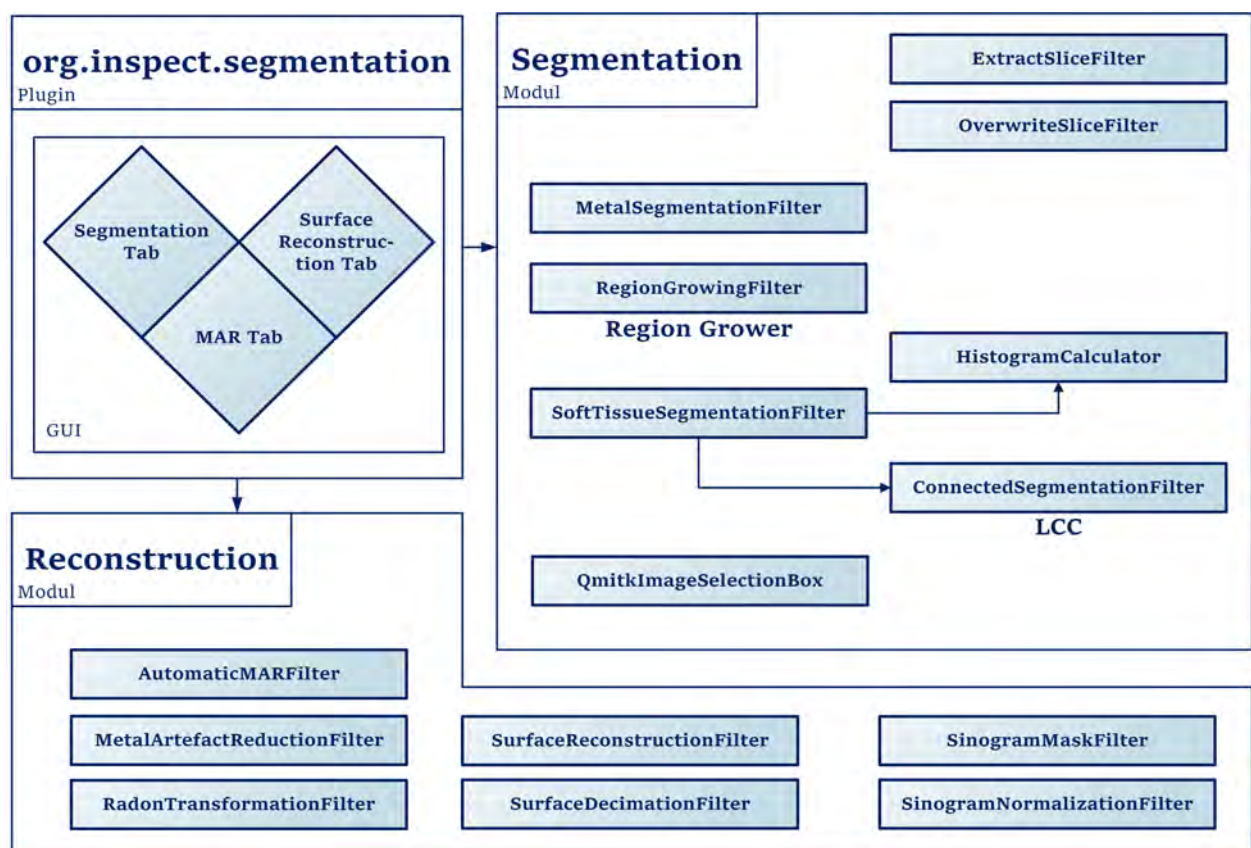 org.inspect.segmentation
Plugin
Segmentation
Tab
Surface
Reconstruc-
tion Tab
MAR Tab
GUI
Segmentation
Modul
ExtractSliceFilter
OverwriteSliceFilter
MetalSegmentationFilter
RegionGrowingFilter
Region Grower
HistogramCalculator
SoftTissueSegmentationFilter
ConnectedSegmentationFilter
LCC
QmitkImageSelectionBox
Reconstruction
Modul
AutomaticMARFilter
MetalArtefactReductionFilter
SurfaceReconstructionFilter
SinogramMaskFilter
RadonTransformationFilter
SurfaceDecimationFilter
SinogramNormalizationFilter